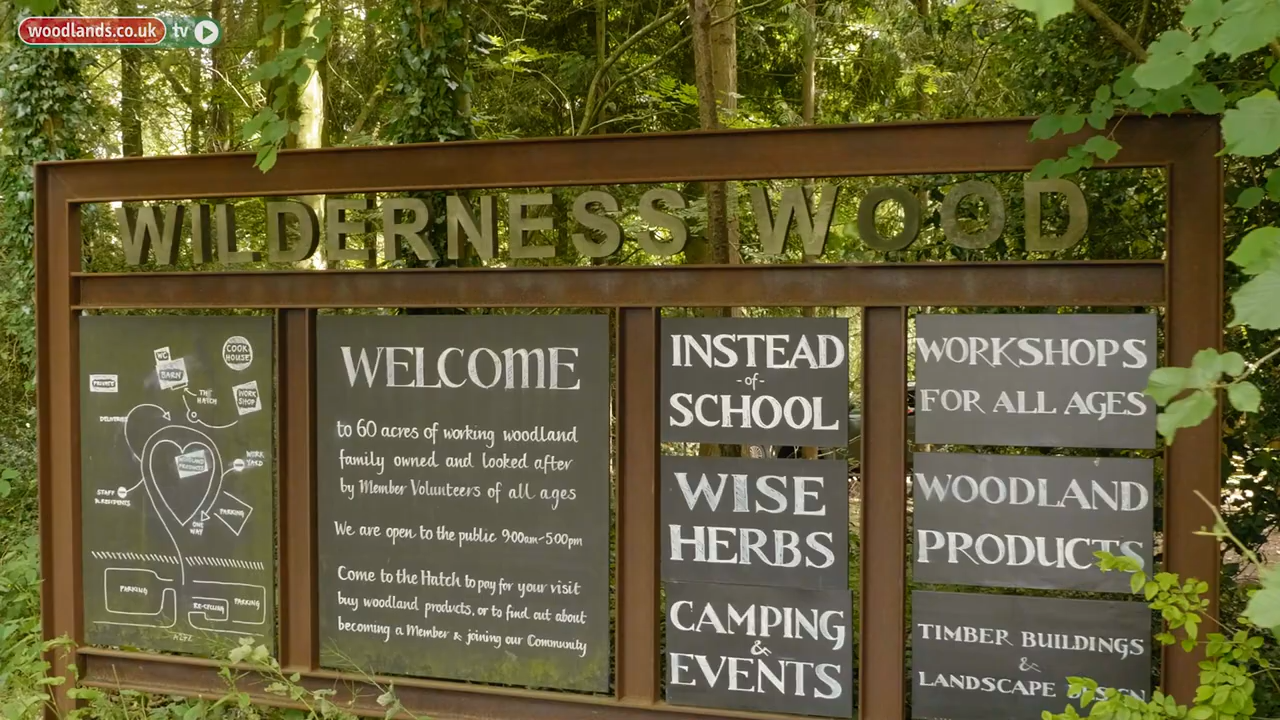 woodlands.co.uk tv
WILDERNESS WOOD
COOK
HOUSE
WC
BARN
PRIVATE
THE
HATCH
WORK
SHOP
DELIVERIES
WOODLAND
PRODUCTS
WORK
YARD
STAFF
& RESIDENTS
PARKING
ONE
WAY
PARKING
RE-CYCLING
PARKING
A272
WELCOME
to 60 acres of working woodland
family owned and looked after
by Member Volunteers of all ages
We are open to the public 9:00am-5:00pm
Come to the Hatch to pay for your visit
buy woodland products, or to find out about
becoming a Member & joining our Community
INSTEAD
-of-
SCHOOL
WISE
HERBS
CAMPING
&
EVENTS
WORKSHOPS
FOR ALL AGES
WOODLAND
PRODUCTS
TIMBER BUILDINGS
&
LANDSCAPE DESIGN